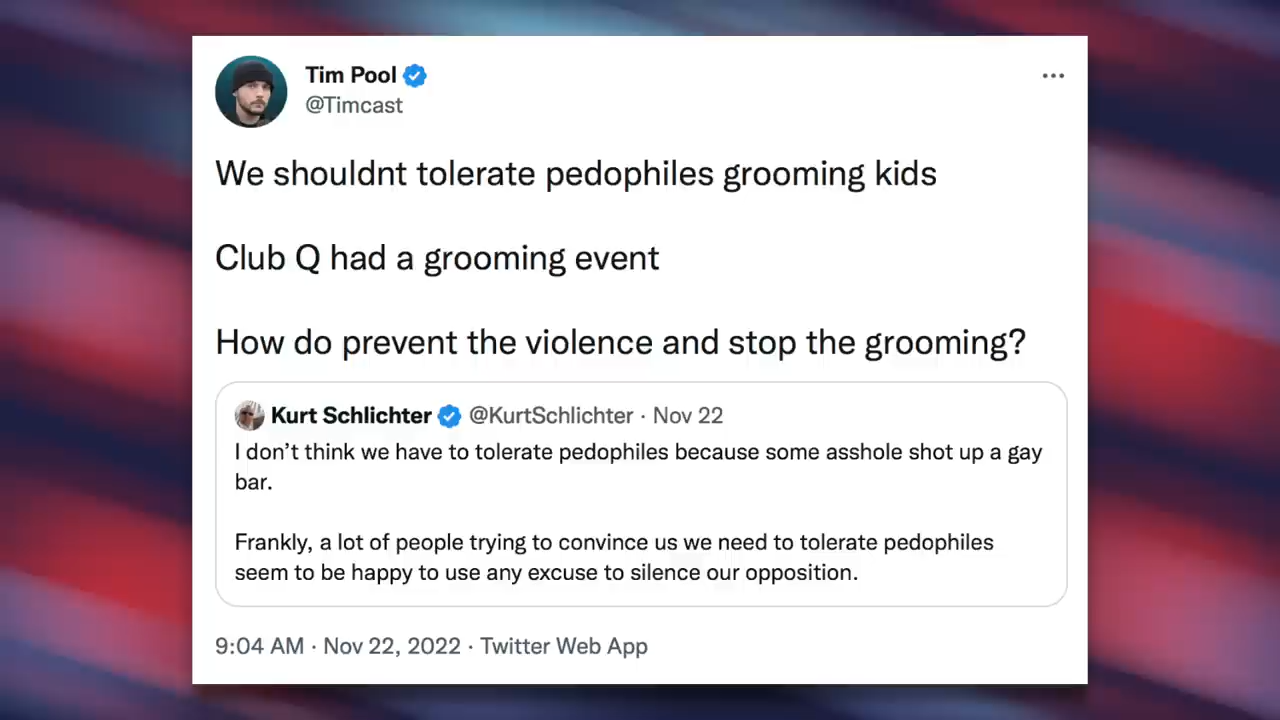 Tim Pool
@Timcast
We shouldnt tolerate pedophiles grooming kids
Club Q had a grooming event
How do prevent the violence and stop the grooming?
Kurt Schlichter @KurtSchlichter · Nov 22
I don’t think we have to tolerate pedophiles because some asshole shot up a gay
bar.
Frankly, a lot of people trying to convince us we need to tolerate pedophiles
seem to be happy to use any excuse to silence our opposition.
9:04 AM · Nov 22, 2022 · Twitter Web App